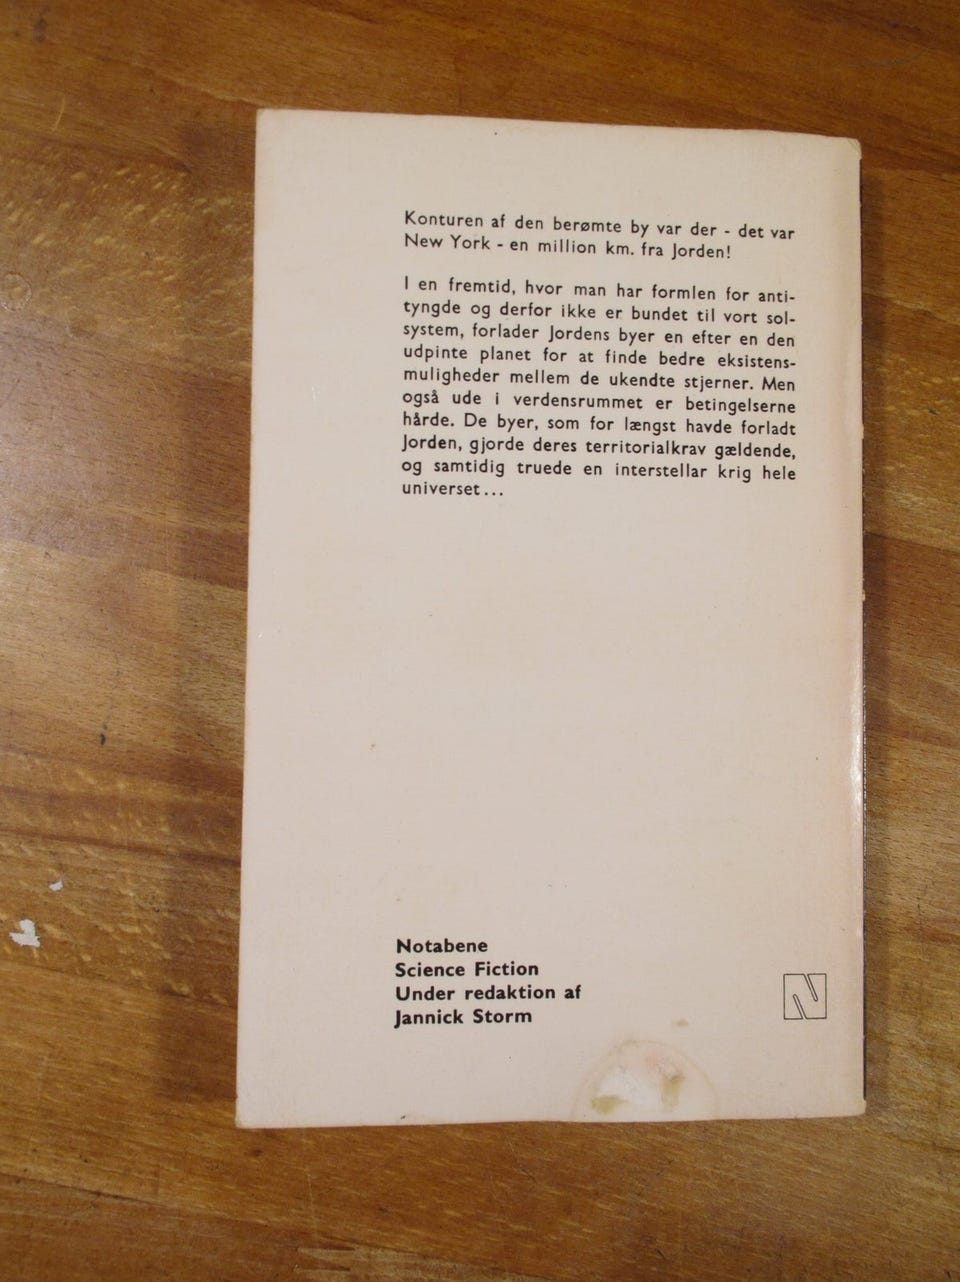 Konturen af den berømte by var der - det var
New York - en million km. fra Jorden!
I en fremtid, hvor man har formlen for anti-
tyngde og derfor ikke er bundet til vort sol-
system, forlader Jordens byer en efter en den
udpinte planet for at finde bedre eksistens-
muligheder mellem de ukendte stjerner. Men
også ude i verdensrummet er betingelserne
hårde. De byer, som for længst havde forladt
Jorden, gjorde deres territorialkrav gældende,
og samtidig truede en interstellar krig hele
universet...
Notabene
Science Fiction
Under redaktion af
Jannick Storm
N